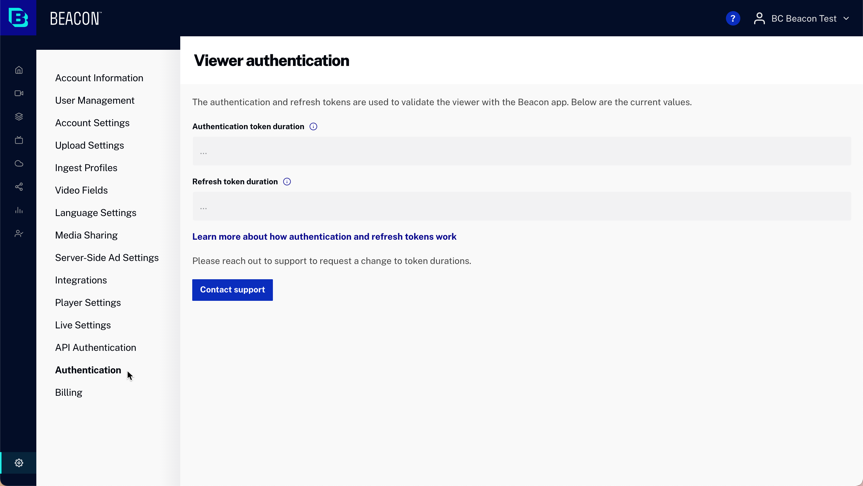 BEACON
?
BC Beacon Test
Viewer authentication
Account Information
User Management
Account Settings
Upload Settings
Ingest Profiles
Video Fields
Language Settings
Media Sharing
Server-Side Ad Settings
Integrations
Player Settings
Live Settings
API Authentication
Authentication
Billing
The authentication and refresh tokens are used to validate the viewer with the Beacon app. Below are the current values.
Authentication token duration
...
Refresh token duration
...
Learn more about how authentication and refresh tokens work
Please reach out to support to request a change to token durations.
Contact support